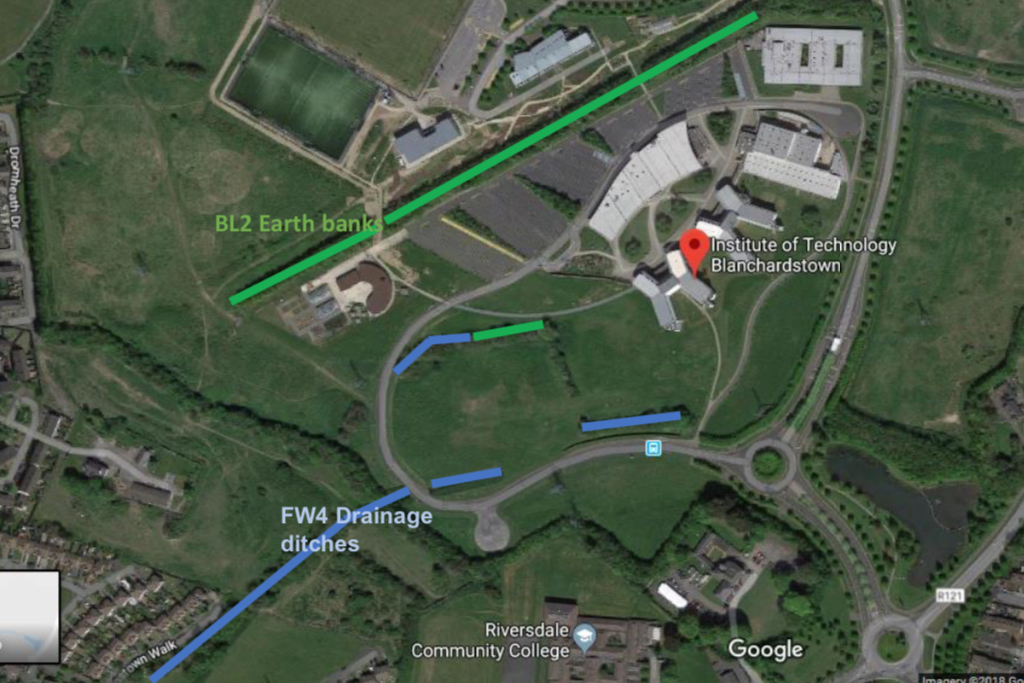 Dromheath Dr
BL2 Earth banks
Institute of Technology
Blanchardstown
FW4 Drainage
ditches
R121
Riversdale
Community College
Google
own Walk
Imagery ©2018 Go